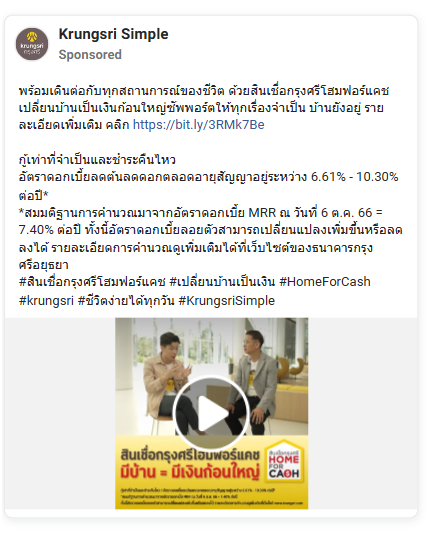 krungsri
กรุงศรี
Krungsri Simple
Sponsored
พร้อมเดินต่อกับทุกสถานการณ์ของชีวิต ด้วยสินเชื่อกรุงศรีโฮมฟอร์แคช
เปลี่ยนบ้านเป็นเงินก้อนใหญ่ซัพพอร์ตให้ทุกเรื่องจำเป็น บ้านยังอยู่ ราย
ละเอียดเพิ่มเติม คลิก https://bit.ly/3RMk7Be
กู้เท่าที่จำเป็นและชำระคืนไหว
อัตราดอกเบี้ยลดต้นลดดอกตลอดอายุสัญญาอยู่ระหว่าง 6.61% - 10.30%
ต่อปี*
*สมมติฐานการคำนวณมาจากอัตราดอกเบี้ย MRR ณ วันที่ 6 ต.ค. 66 =
7.40% ต่อปี ทั้งนี้อัตราดอกเบี้ยลอยตัวสามารถเปลี่ยนแปลงเพิ่มขึ้นหรือลด
ลงได้ รายละเอียดการคำนวณดูเพิ่มเติมได้ที่เว็บไซต์ของธนาคารกรุง
ศรีอยุธยา
#สินเชื่อกรุงศรีโฮมฟอร์แคช #เปลี่ยนบ้านเป็นเงิน #HomeForCash
#krungsri #ชีวิตง่ายได้ทุกวัน #KrungsriSimple
สินเชื่อกรุงศรีโฮมฟอร์แคช
มีบ้าน = มีเงินก้อนใหญ่
สินเชื่อกรุงศรี
HOME
FOR
CASH